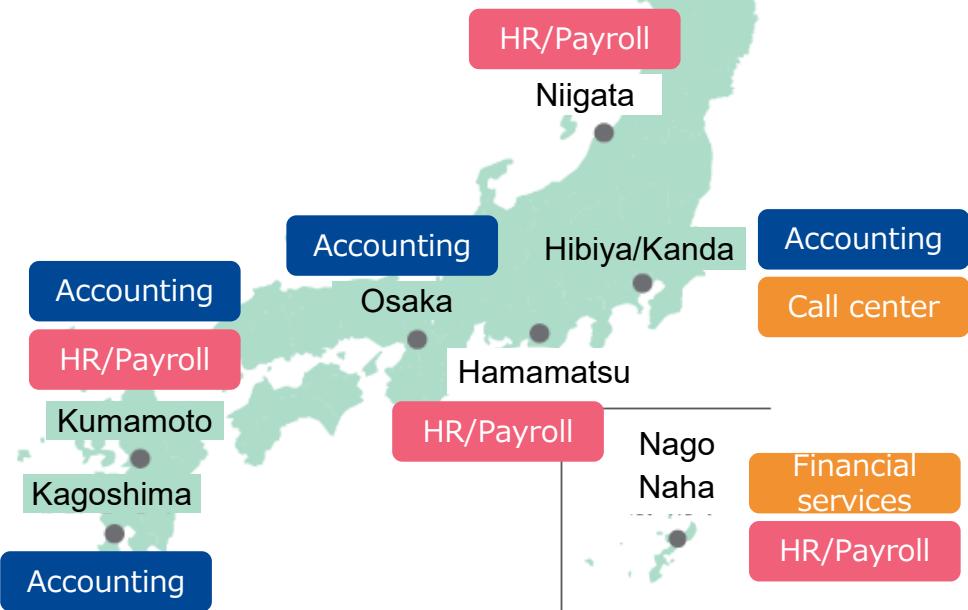 HR/Payroll
Niigata
Accounting
Osaka
Hibiya/Kanda
Accounting
Call center
Accounting
HR/Payroll
Kumamoto
Hamamatsu
HR/Payroll
Kagoshima
Accounting
Nago
Naha
Financial
services
HR/Payroll